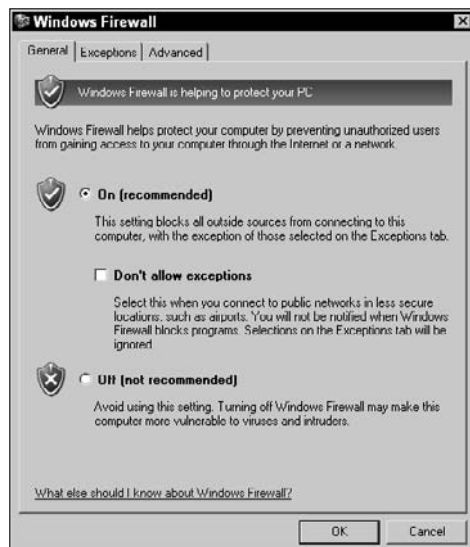 Windows Firewall
General Exceptions Advanced
Windows Firewall is helping to protect your PC
Windows Firewall helps protect your computer by preventing unauthorized users
from gaining access to your computer through the Internet or a network.
On (recommended)
This setting blocks all outside sources from connecting to this
computer, with the exception of those selected on the Exceptions tab.
Don't allow exceptions
Select this when you connect to public networks in less secure
locations, such as airports. You will not be notified when Windows
Firewall blocks programs. Selections on the Exceptions tab will be
ignored.
Off (not recommended)
Avoid using this setting. Turning off Windows Firewall may make this
computer more vulnerable to viruses and intruders.
What else should I know about Windows Firewall?
OK Cancel